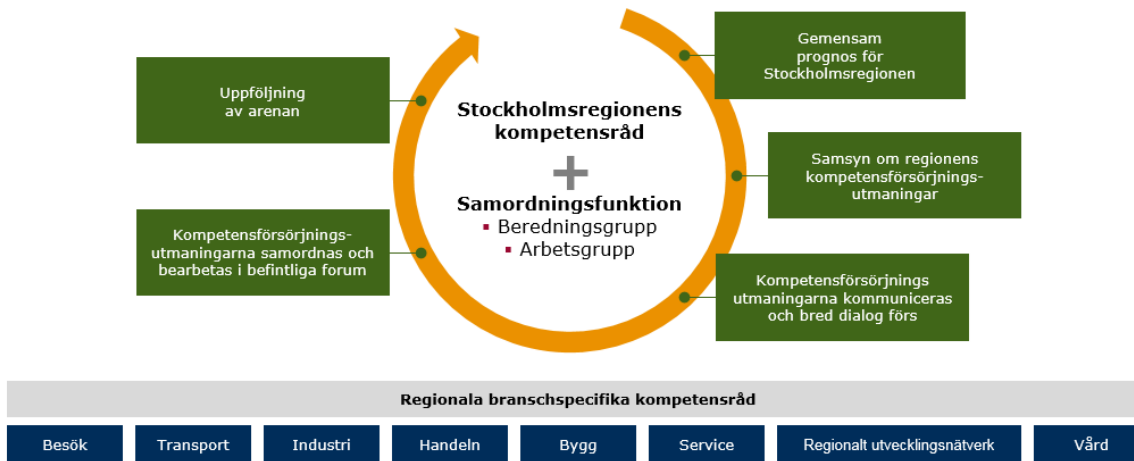 Gemensam
prognos för
Stockholmsregionen
Uppföljning
av arenan
Stockholmsregionens
kompetensråd
+
Samordningsfunktion
▪ Beredningsgrupp
▪ Arbetsgrupp
Samsyn om regionens
kompetensförsörjnings-
utmaningar
Kompetensförsörjnings-
utmaningarna samordnas och
bearbetas i befintliga forum
Kompetensförsörjnings
utmaningarna kommuniceras
och bred dialog förs
Regionala branschspecifika kompetensråd
Besök
Transport
Industri
Handeln
Bygg
Service
Regionalt utvecklingsnätverk
Vård